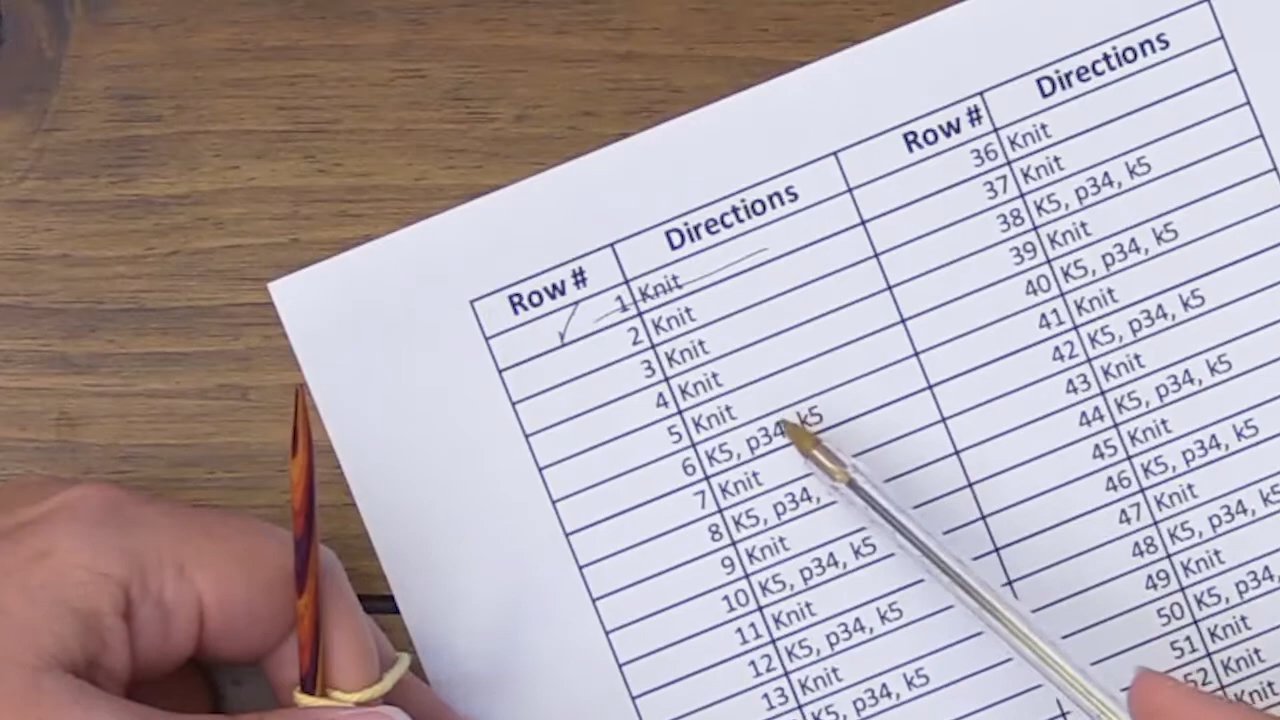 Row # Directions Row # Directions
1 Knit 36 Knit
2 Knit 37 Knit
3 Knit 38 K5, p34, k5
4 Knit 39 Knit
5 Knit 40 K5, p34, k5
6 K5, p34, k5 41 Knit
7 Knit 42 K5, p34, k5
8 K5, p34, 43 Knit
9 Knit 44 K5, p34, k5
10 K5, p34, k5 45 Knit
11 Knit 46 K5, p34, k5
12 K5, p34, k5 47 Knit
13 Knit 48 K5, p34, k5
K5, p34, k5 49 Knit
50 K5, p34,
51 Knit
52 Knit
Knit